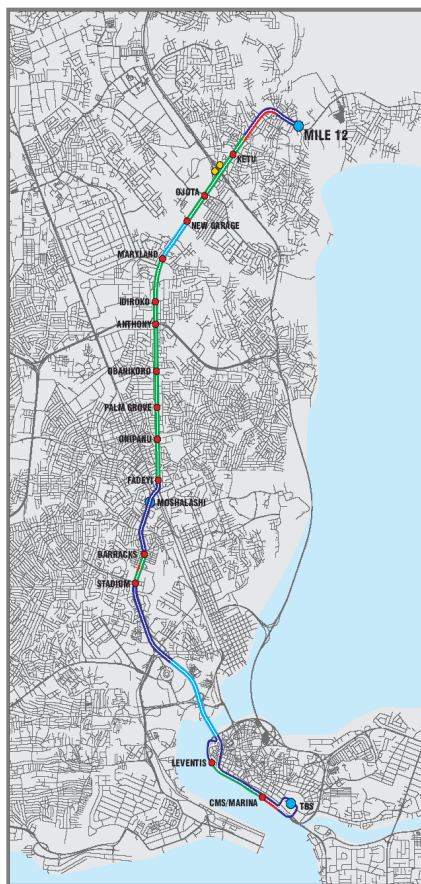 MILE 12
KETU
OJOTA
NEW GARAGE
MARYLAND
IDIROKO
ANTHONY
OBANIKORO
PALM GROVE
ONIPANU
FADEYI
MOSHALASHI
BARRACKS
STADIUM
LEVENTIS
CMS/MARINA
TBS